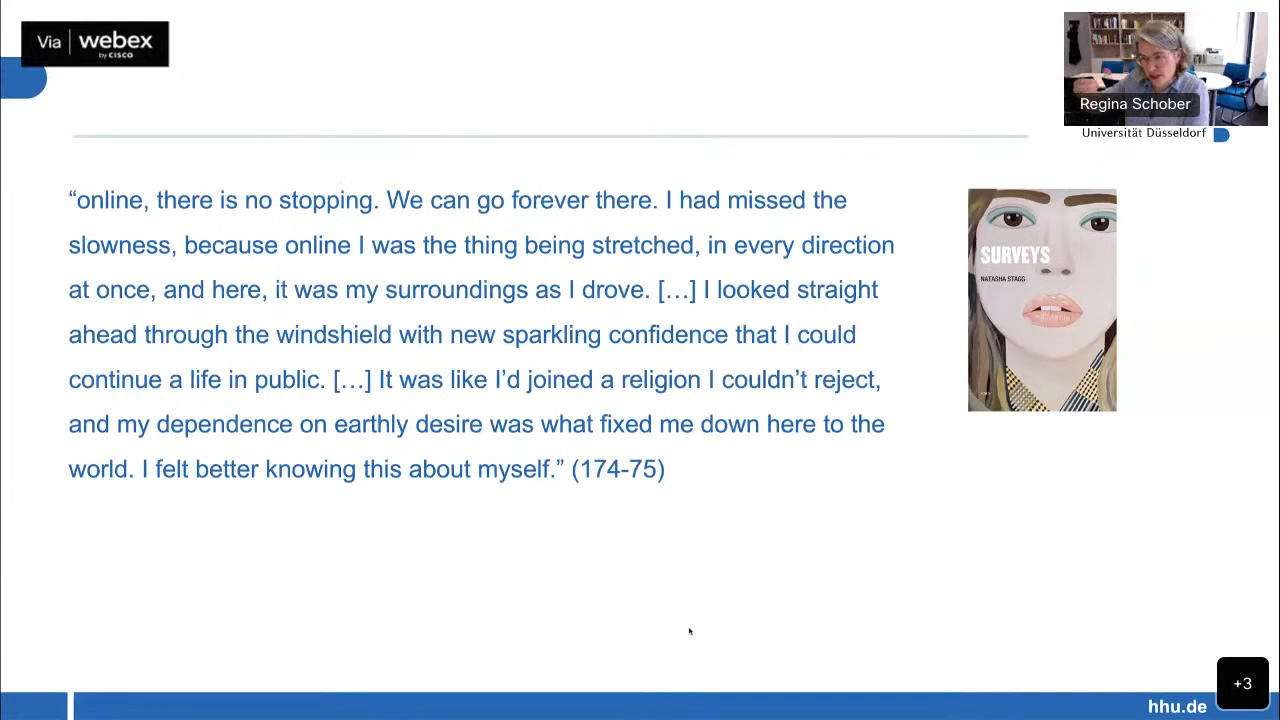 Via webex
by CISCO
Regina Schober
Universität Düsseldorf
“online, there is no stopping. We can go forever there. I had missed the
slowness, because online I was the thing being stretched, in every direction
at once, and here, it was my surroundings as I drove. […] I looked straight
ahead through the windshield with new sparkling confidence that I could
continue a life in public. […] It was like I’d joined a religion I couldn’t reject,
and my dependence on earthly desire was what fixed me down here to the
world. I felt better knowing this about myself.” (174-75)
SURVEYS
NATASHA STAGG
+3
hhu.de